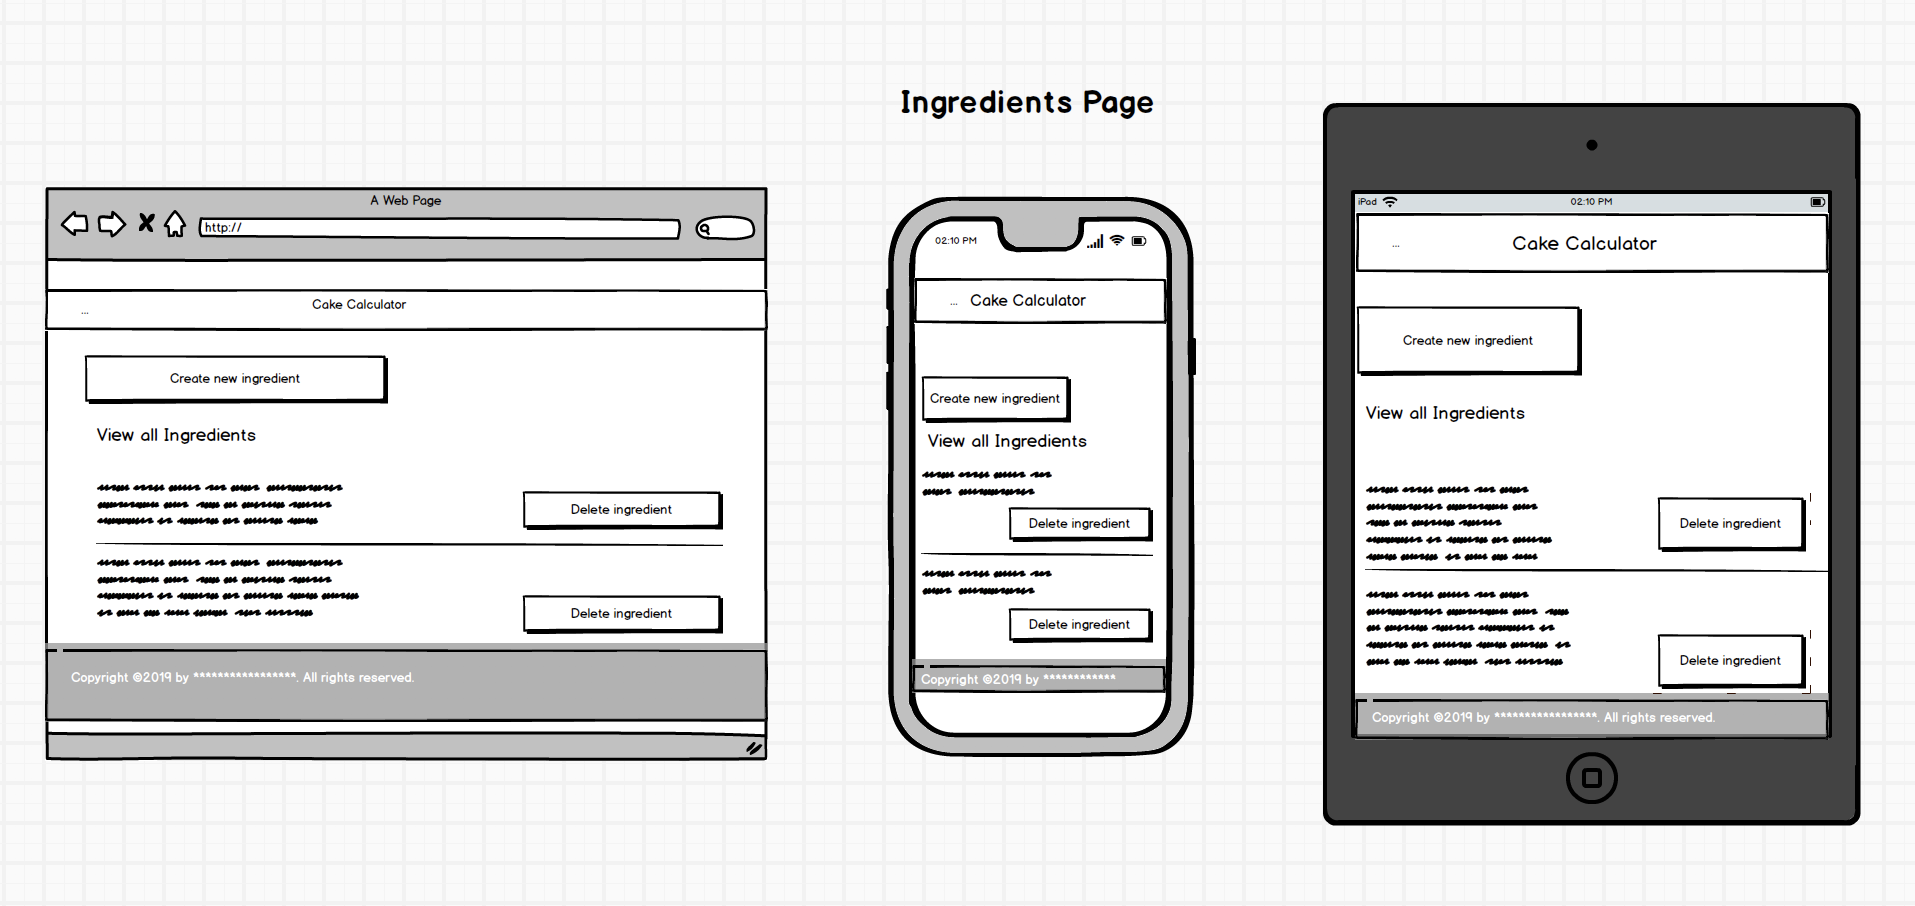 Ingredients Page
A Web Page
http://
...
Cake Calculator
Create new ingredient
View all Ingredients
Delete ingredient
Delete ingredient
Copyright ©2019 by *****************. All rights reserved.
02:10 PM
... Cake Calculator
Create new ingredient
View all Ingredients
Delete ingredient
Delete ingredient
Copyright ©2019 by ************
iPad
02:10 PM
...
Cake Calculator
Create new ingredient
View all Ingredients
Delete ingredient
Delete ingredient
Copyright ©2019 by *****************. All rights reserved.